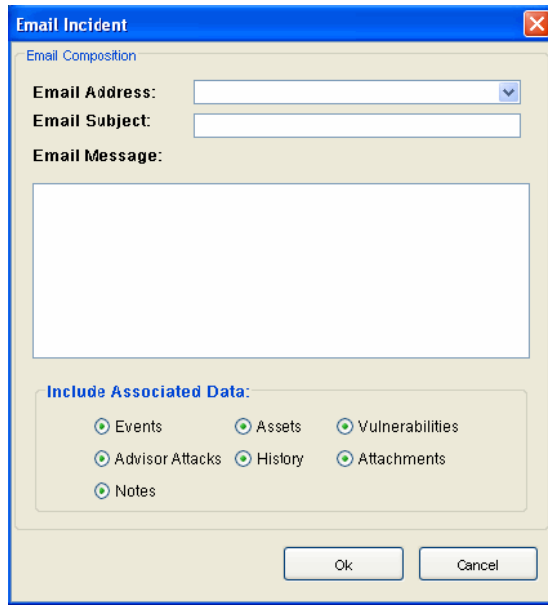 Email Incident
Email Composition
Email Address:
Email Subject:
Email Message:
Include Associated Data:
Events Assets Vulnerabilities
Advisor Attacks History Attachments
Notes
Ok Cancel